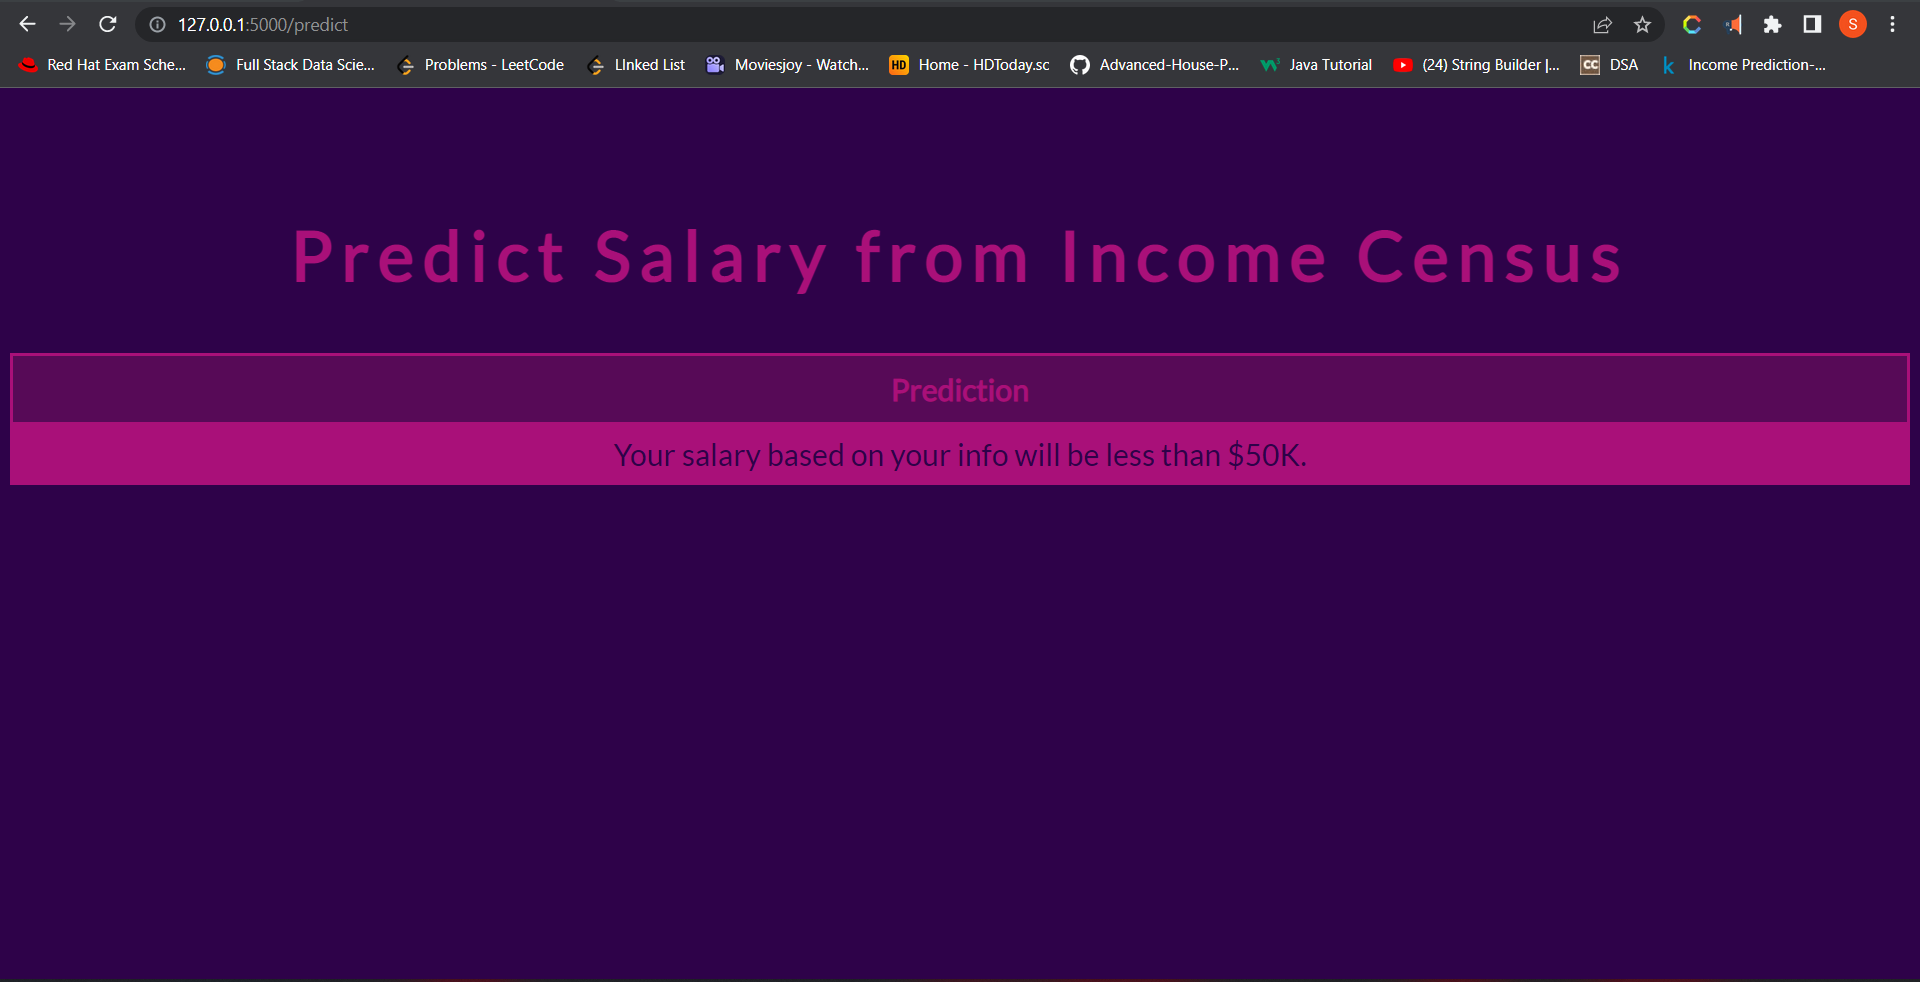 127.0.0.1:5000/predict
S
Red Hat Exam Sche...
Full Stack Data Scie...
Problems - LeetCode
LInked List
Moviesjoy - Watch...
HD
Home - HDToday.sc
Advanced-House-P...
Java Tutorial
(24) String Builder |...
CC
DSA
k
Income Prediction-...
Predict Salary from Income Census
Prediction
Your salary based on your info will be less than $50K.